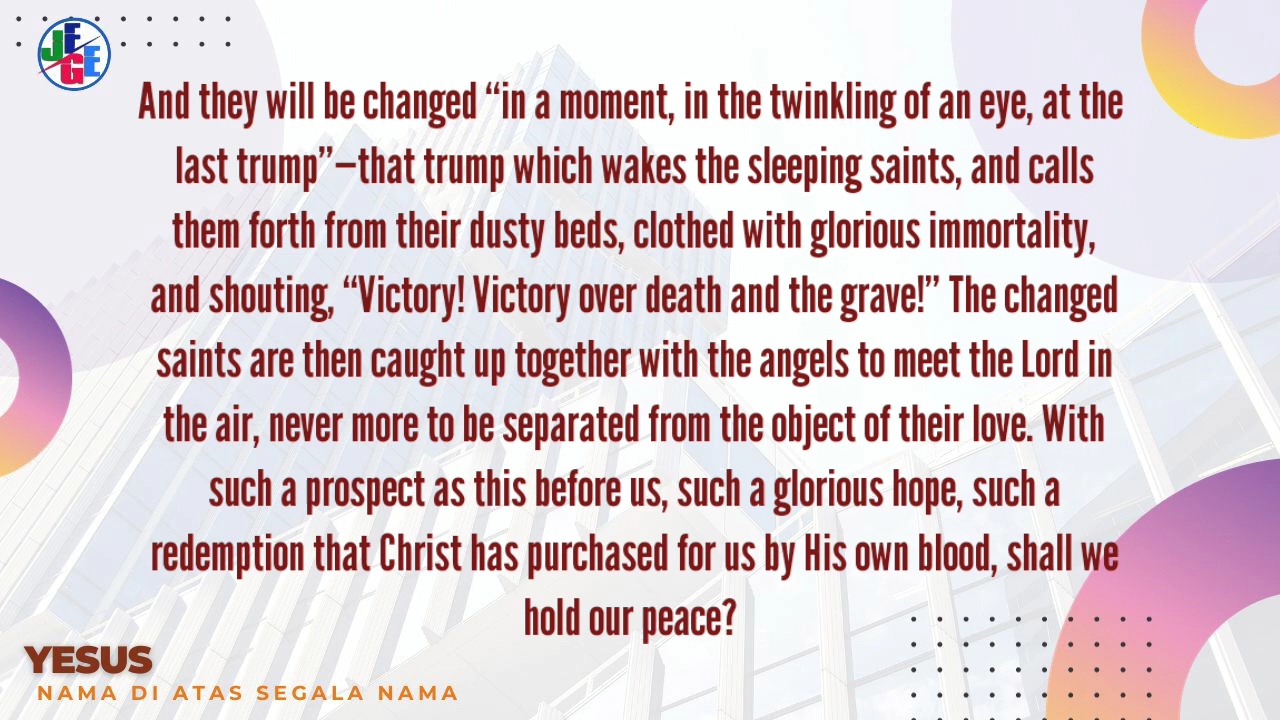 JEGE
And they will be changed “in a moment, in the twinkling of an eye, at the
last trump”—that trump which wakes the sleeping saints, and calls
them forth from their dusty beds, clothed with glorious immortality,
and shouting, “Victory! Victory over death and the grave!” The changed
saints are then caught up together with the angels to meet the Lord in
the air, never more to be separated from the object of their love. With
such a prospect as this before us, such a glorious hope, such a
redemption that Christ has purchased for us by His own blood, shall we
hold our peace?
YESUS
NAMA DI ATAS SEGALA NAMA